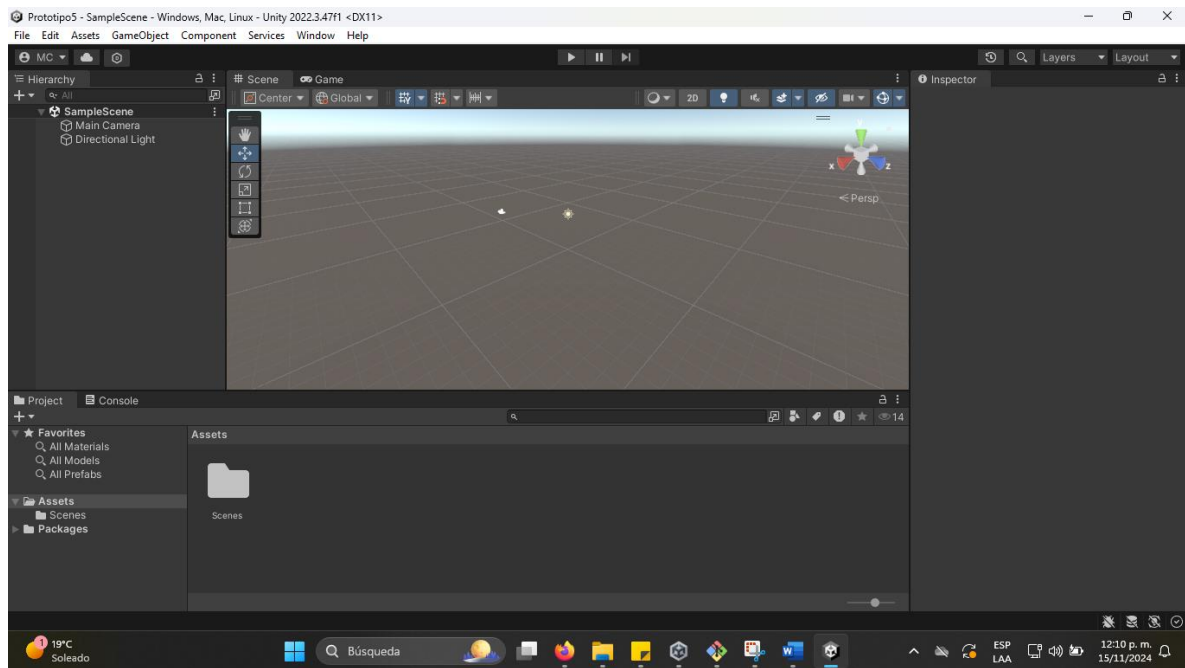 Prototipo5 - SampleScene - Windows, Mac, Linux - Unity 2022.3.47f1 <DX11>
File Edit Assets GameObject Component Services Window Help
MC Layers Layout
Hierarchy # Scene Game Inspector
All Center Global 2D
SampleScene
Main Camera
Directional Light
x z
Persp
Project Console
14
Favorites Assets
All Materials
All Models
All Prefabs
Assets
Scenes Scenes
Packages
1 19°C
Soleado
Búsqueda
ESP
LAA
12:10 p. m.
15/11/2024